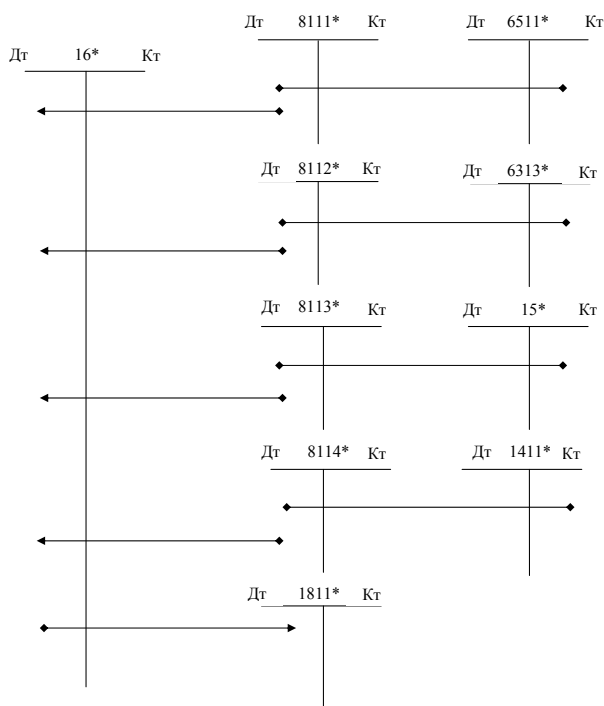 Дт 8111* Кт Дт 6511* Кт
Дт 16* Кт
Дт 8112* Кт Дт 6313* Кт
Дт 8113* Кт Дт 15* Кт
Дт 8114* Кт Дт 1411* Кт
Дт 1811* Кт